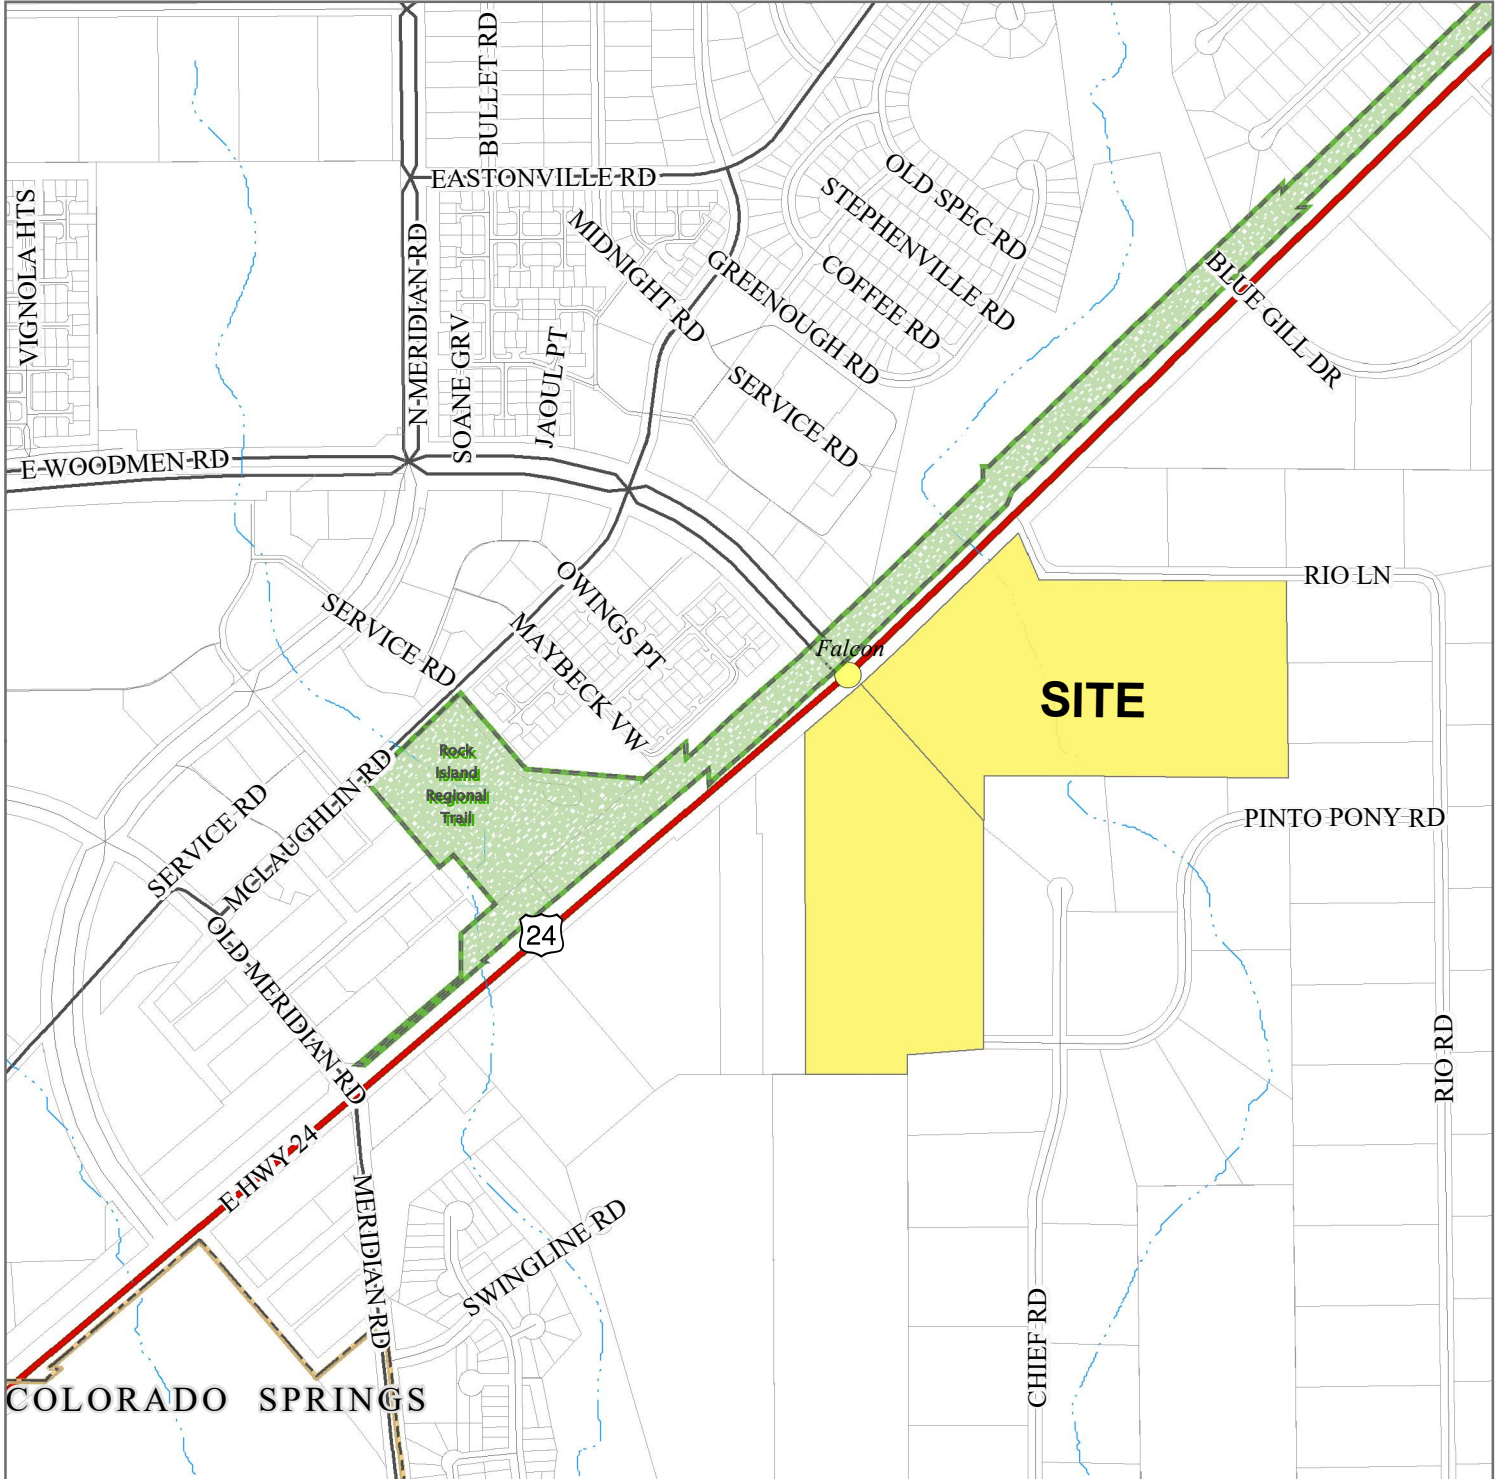 BULLET RD
EASTONVILLE RD
OLD SPEC RD
STEPHENVILLE RD
MIDNIGHT RD
VIGNOLA HTS
N MERIDIAN RD
GREENOUGH RD
COFFEE RD
BLUE GILL DR
SOANE GRV
JAOUL PT
SERVICE RD
E WOODMEN RD
OWINGS PT
RIO LN
SERVICE RD
MAYBECK VW
Falcon
SITE
Rock
Island
Regional
Trail
MCLAUGHLIN RD
SERVICE RD
PINTO PONY RD
OLD MERIDIAN RD
24
RIO RD
E HWY 24
MERIDIAN RD
SWINGLINE RD
CHIEF RD
COLORADO SPRINGS